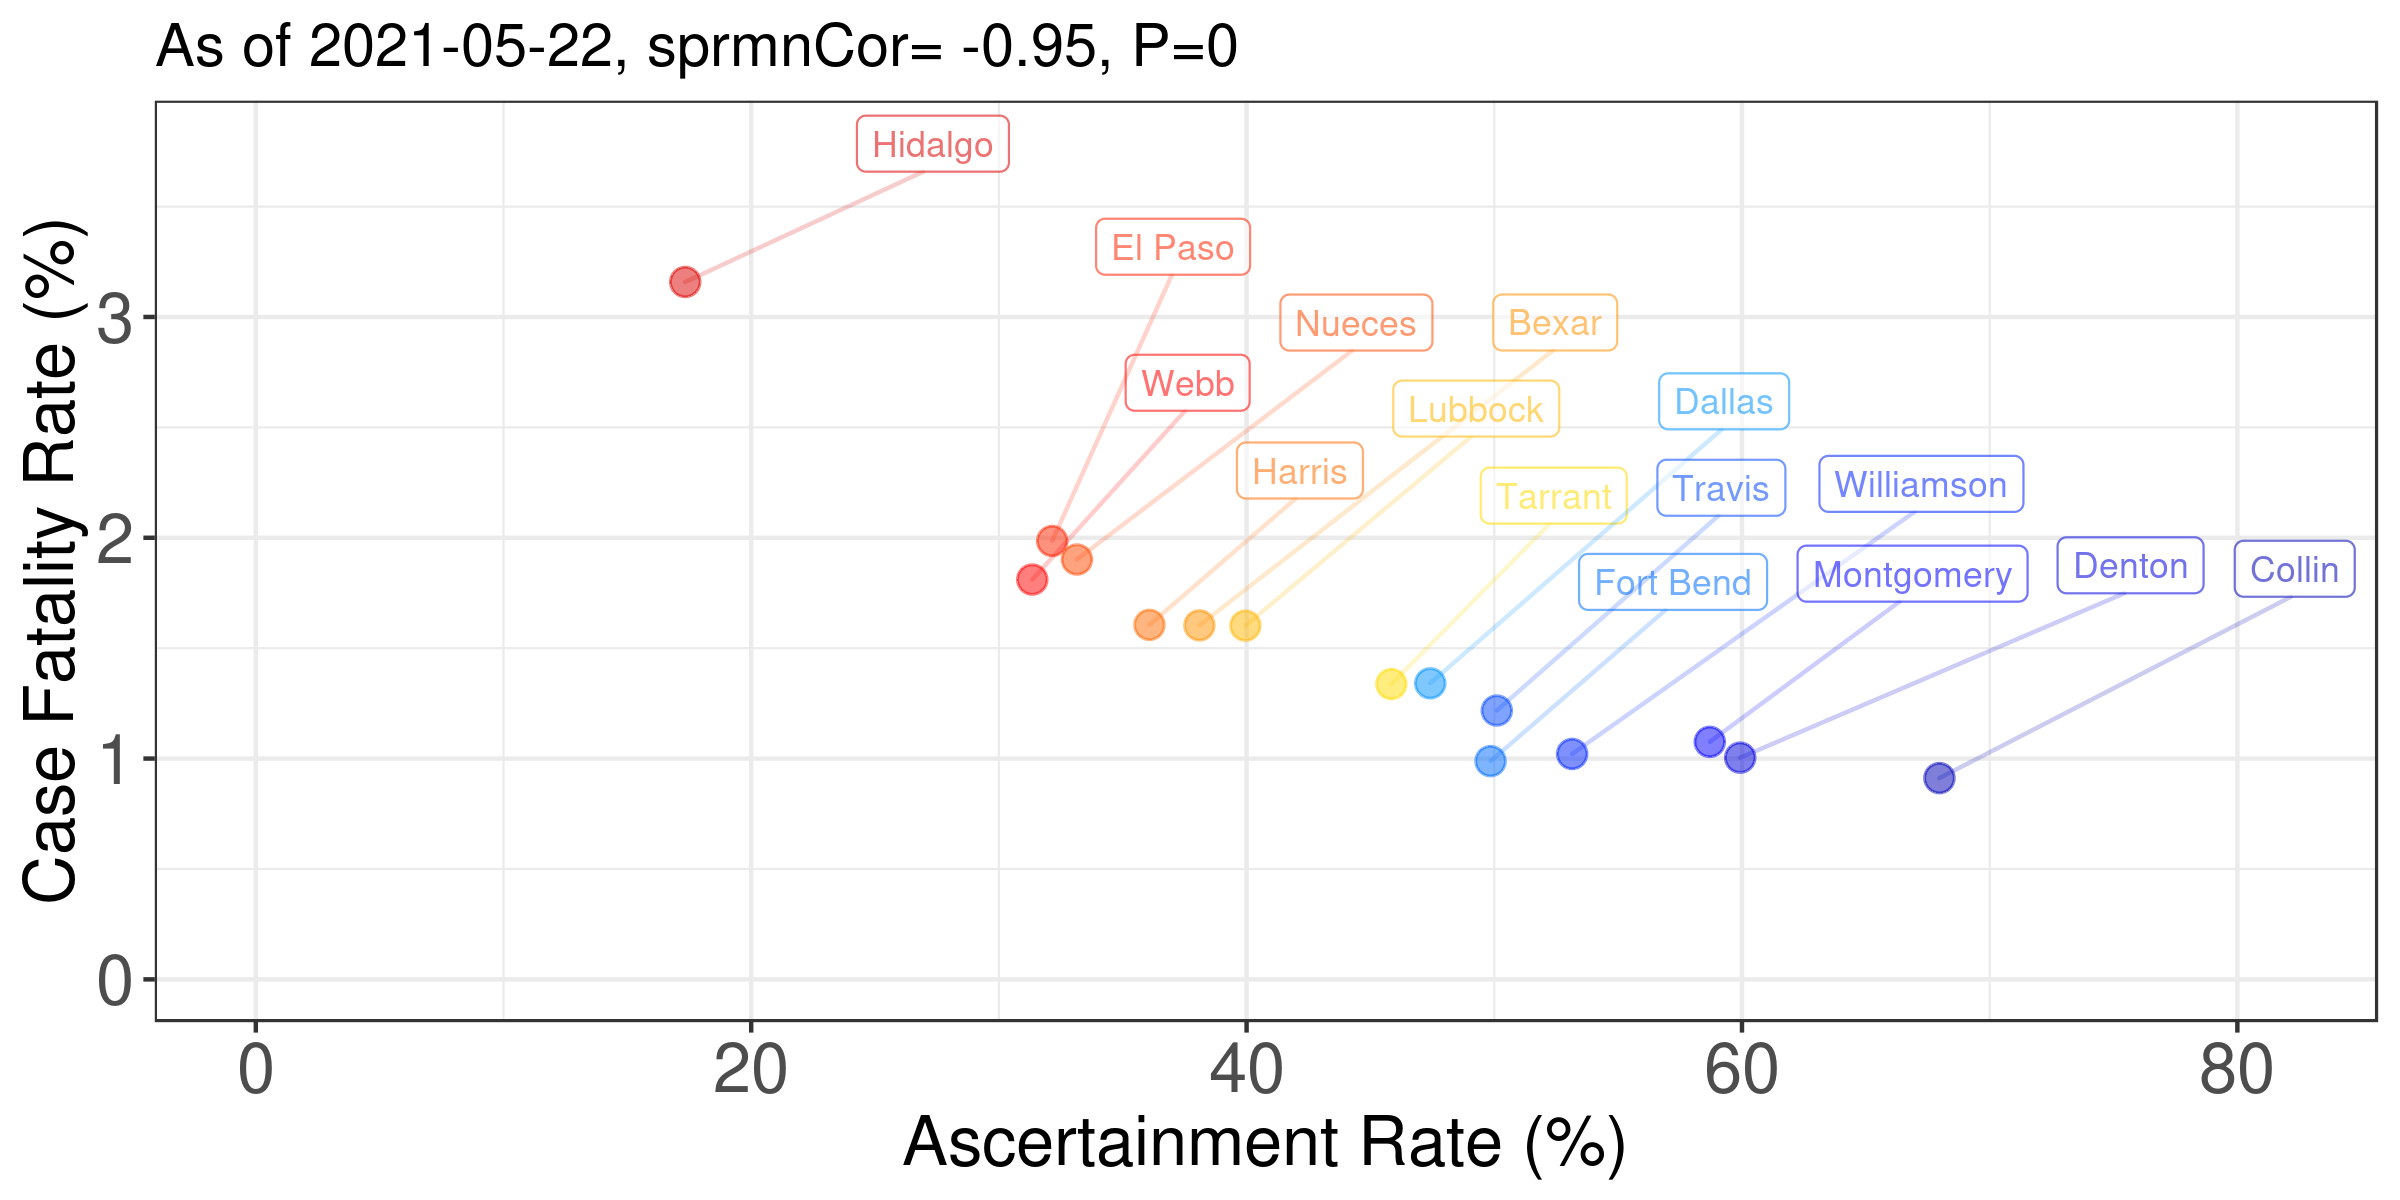 As of 2021-05-22, sprmnCor= -0.95, P=0
Case Fatality Rate (%)
3
2
1
0
Hidalgo
El Paso
Nueces
Bexar
Webb
Lubbock
Dallas
Harris
Tarrant
Travis
Williamson
Fort Bend
Montgomery
Denton
Collin
0 20 40 60 80
Ascertainment Rate (%)